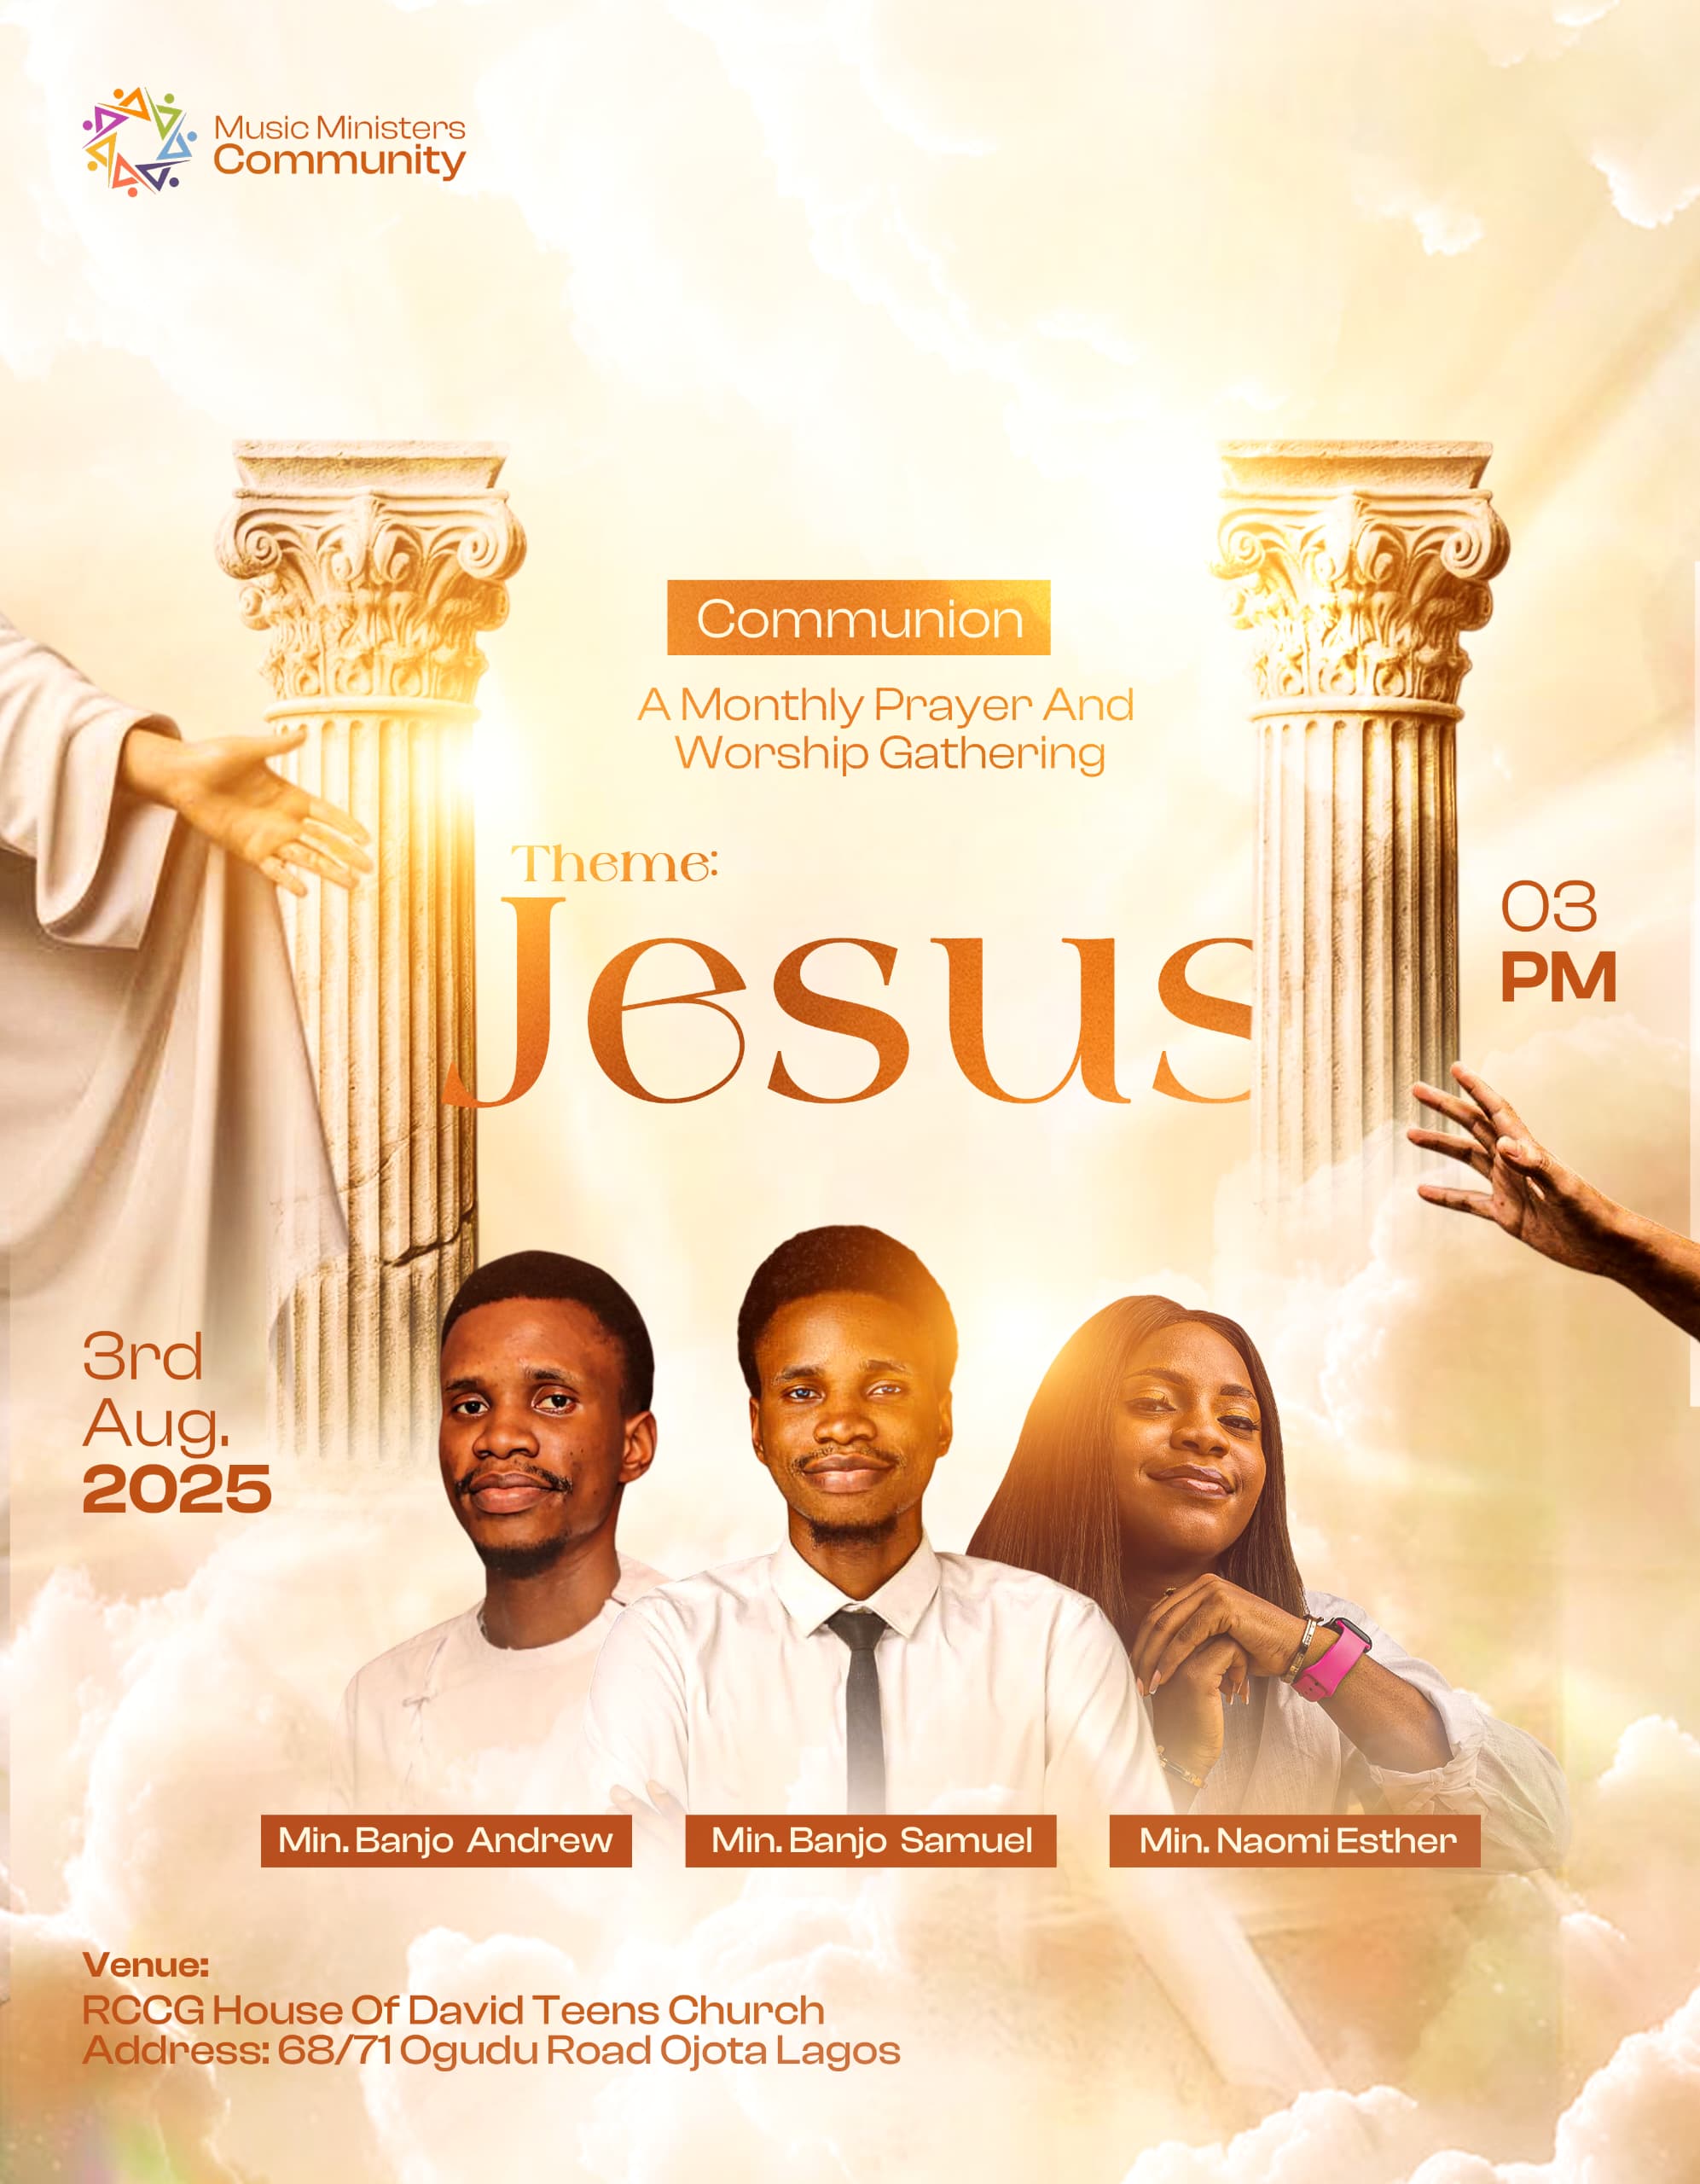 Music Ministers
Community
Communion
A Monthly Prayer And
Worship Gathering
Theme:
Jesus
03
PM
3rd
Aug.
2025
Min. Banjo Andrew
Min. Banjo Samuel
Min. Naomi Esther
Venue:
RCCG House Of David Teens Church
Address: 68/71 Ogudu Road Ojota Lagos